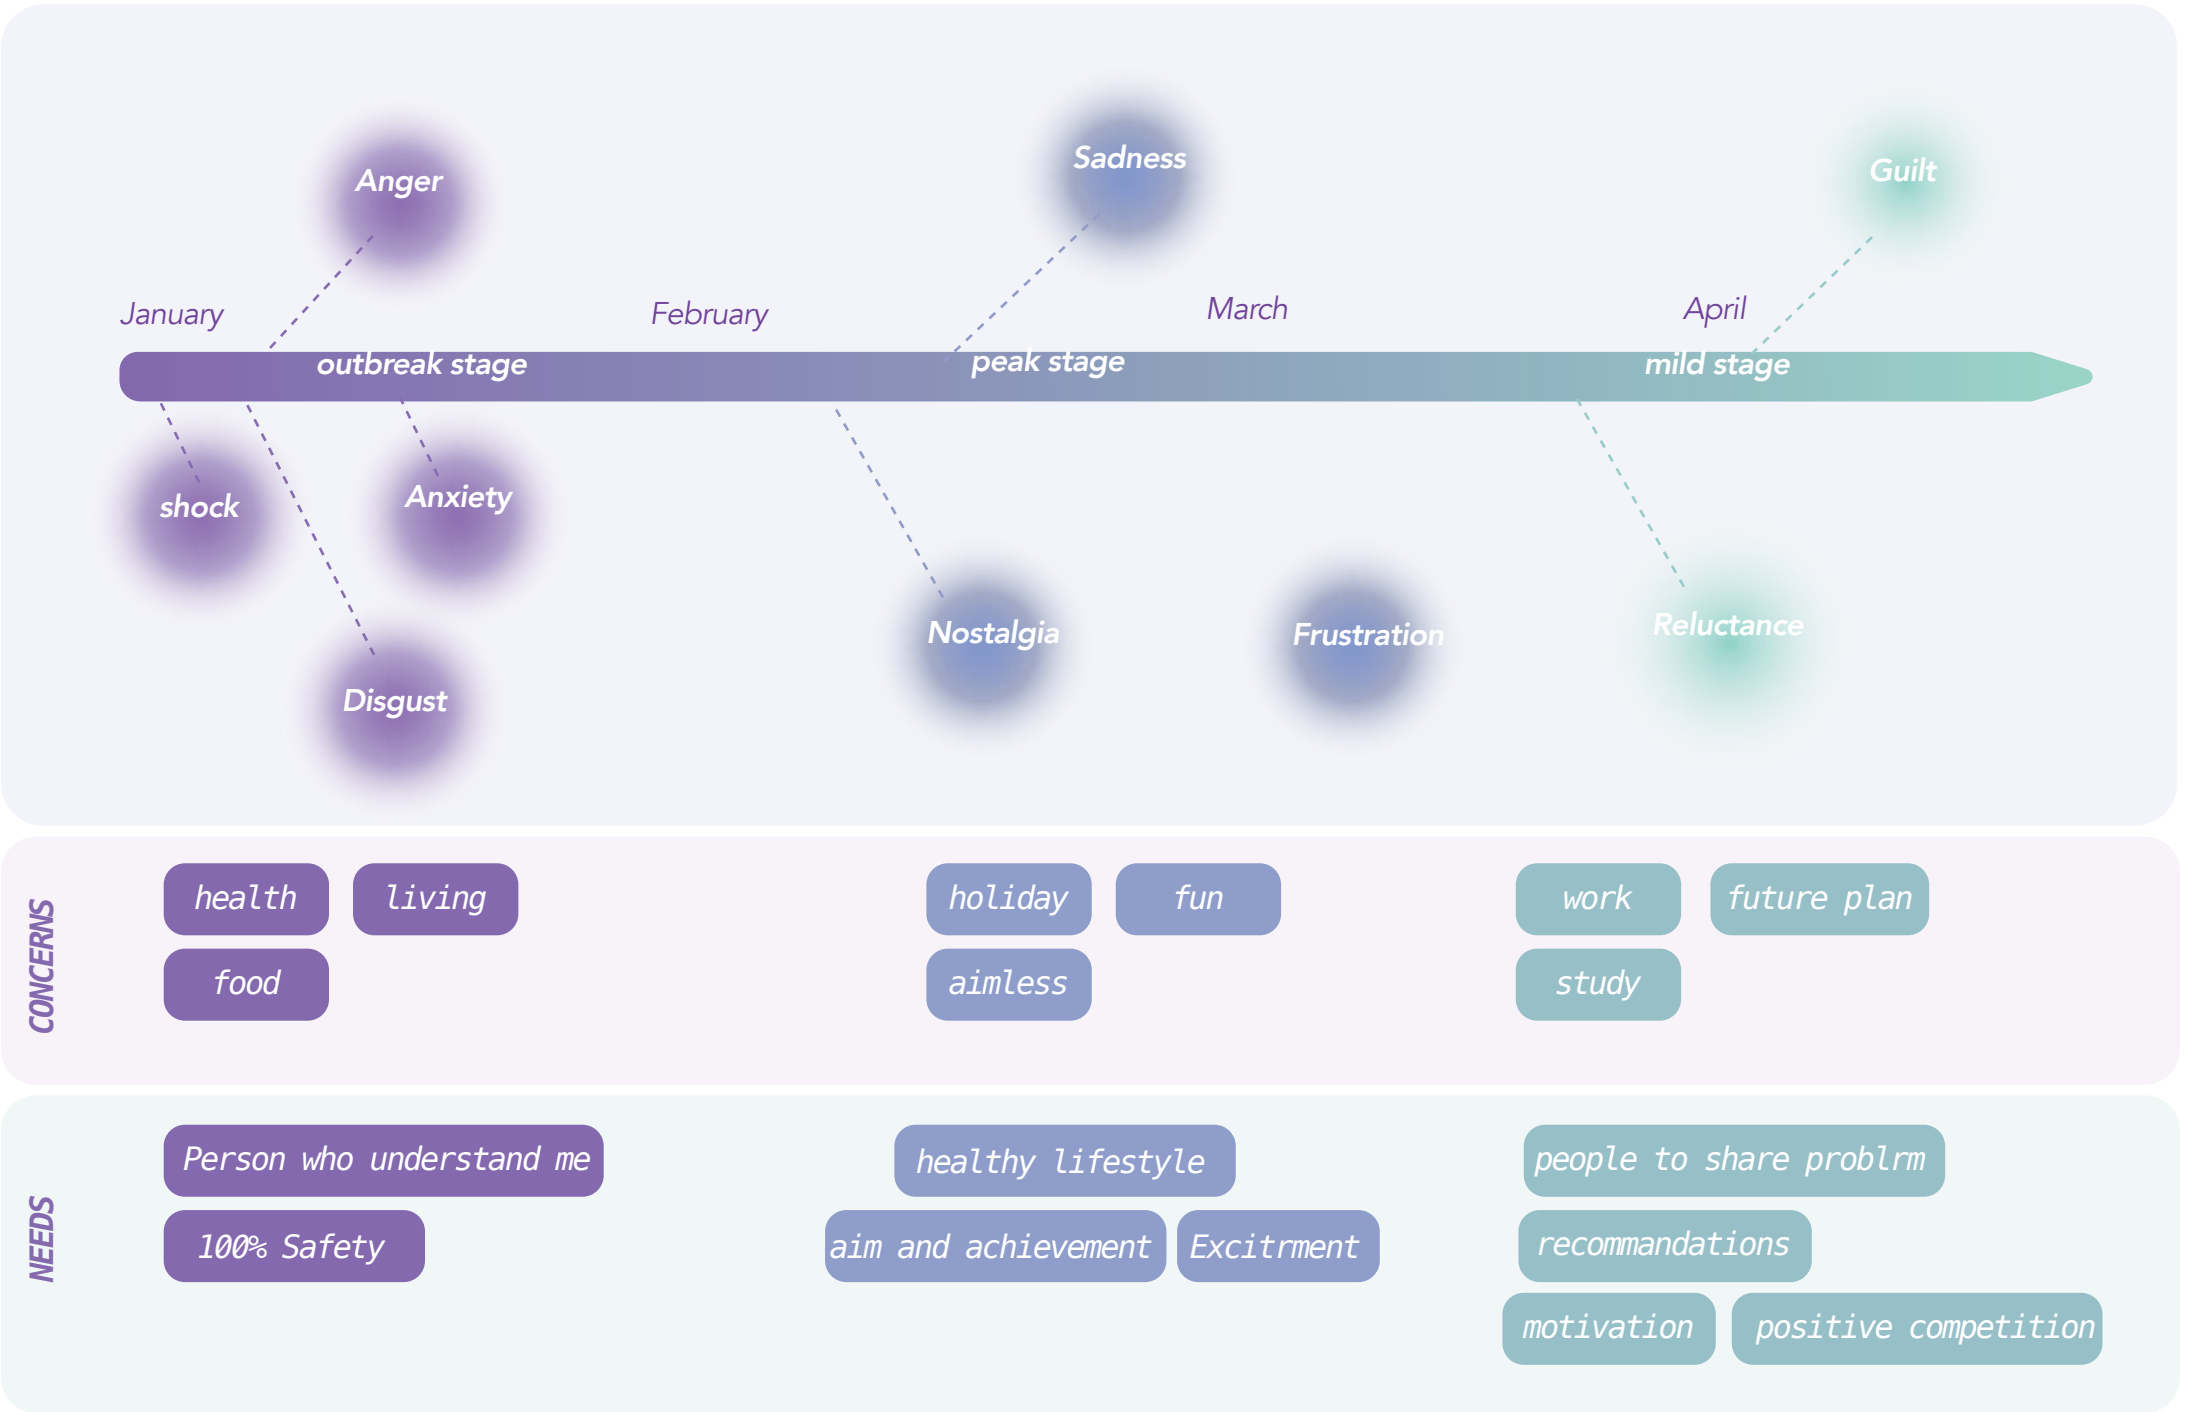 Anger
Sadness
Guilt
January
February
March
April
outbreak stage
peak stage
mild stage
shock
Anxiety
Disgust
Nostalgia
Frustration
Reluctance
CONCERNS
health
living
food
holiday
fun
aimless
work
future plan
study
NEEDS
Person who understand me
100% Safety
healthy lifestyle
aim and achievement
Excitrment
people to share problrm
recommandations
motivation
positive competition